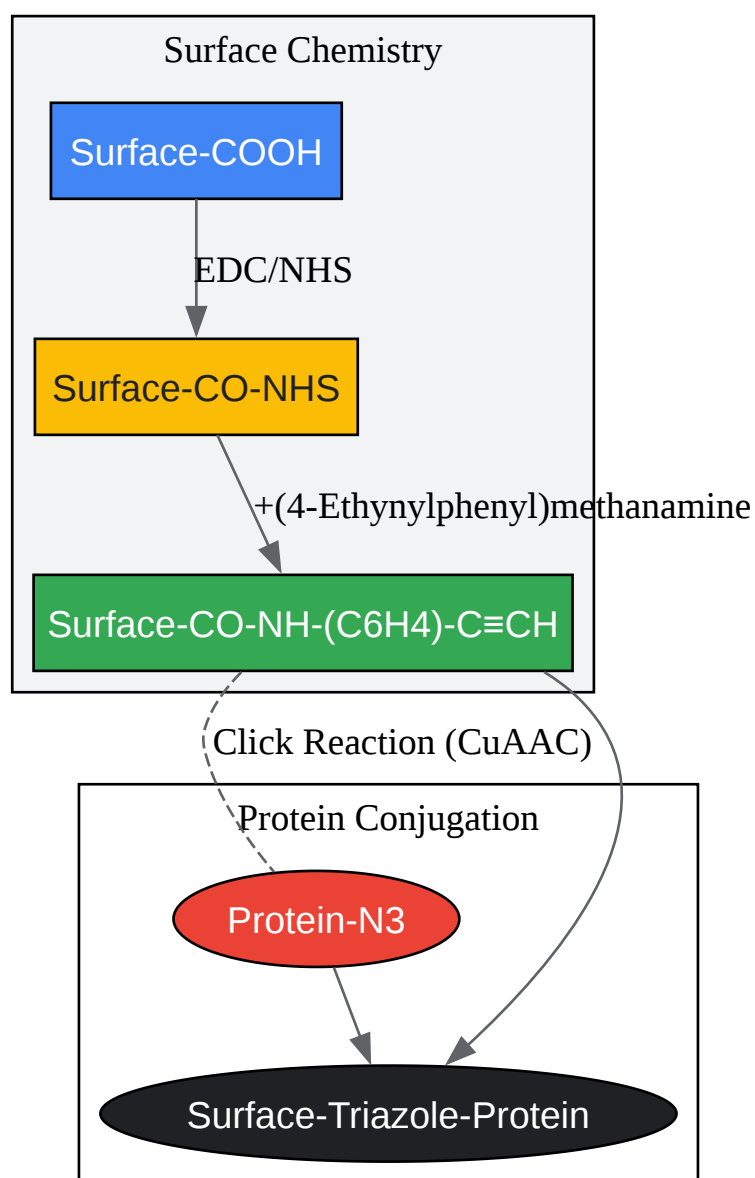 Surface Chemistry
Surface-COOH
EDC/NHS
Surface-CO-NHS
+(4-Ethynylphenyl)methanamine
Surface-CO-NH-(C6H4)-C≡CH
Click Reaction (CuAAC)
Protein Conjugation
Protein-N3
Surface-Triazole-Protein